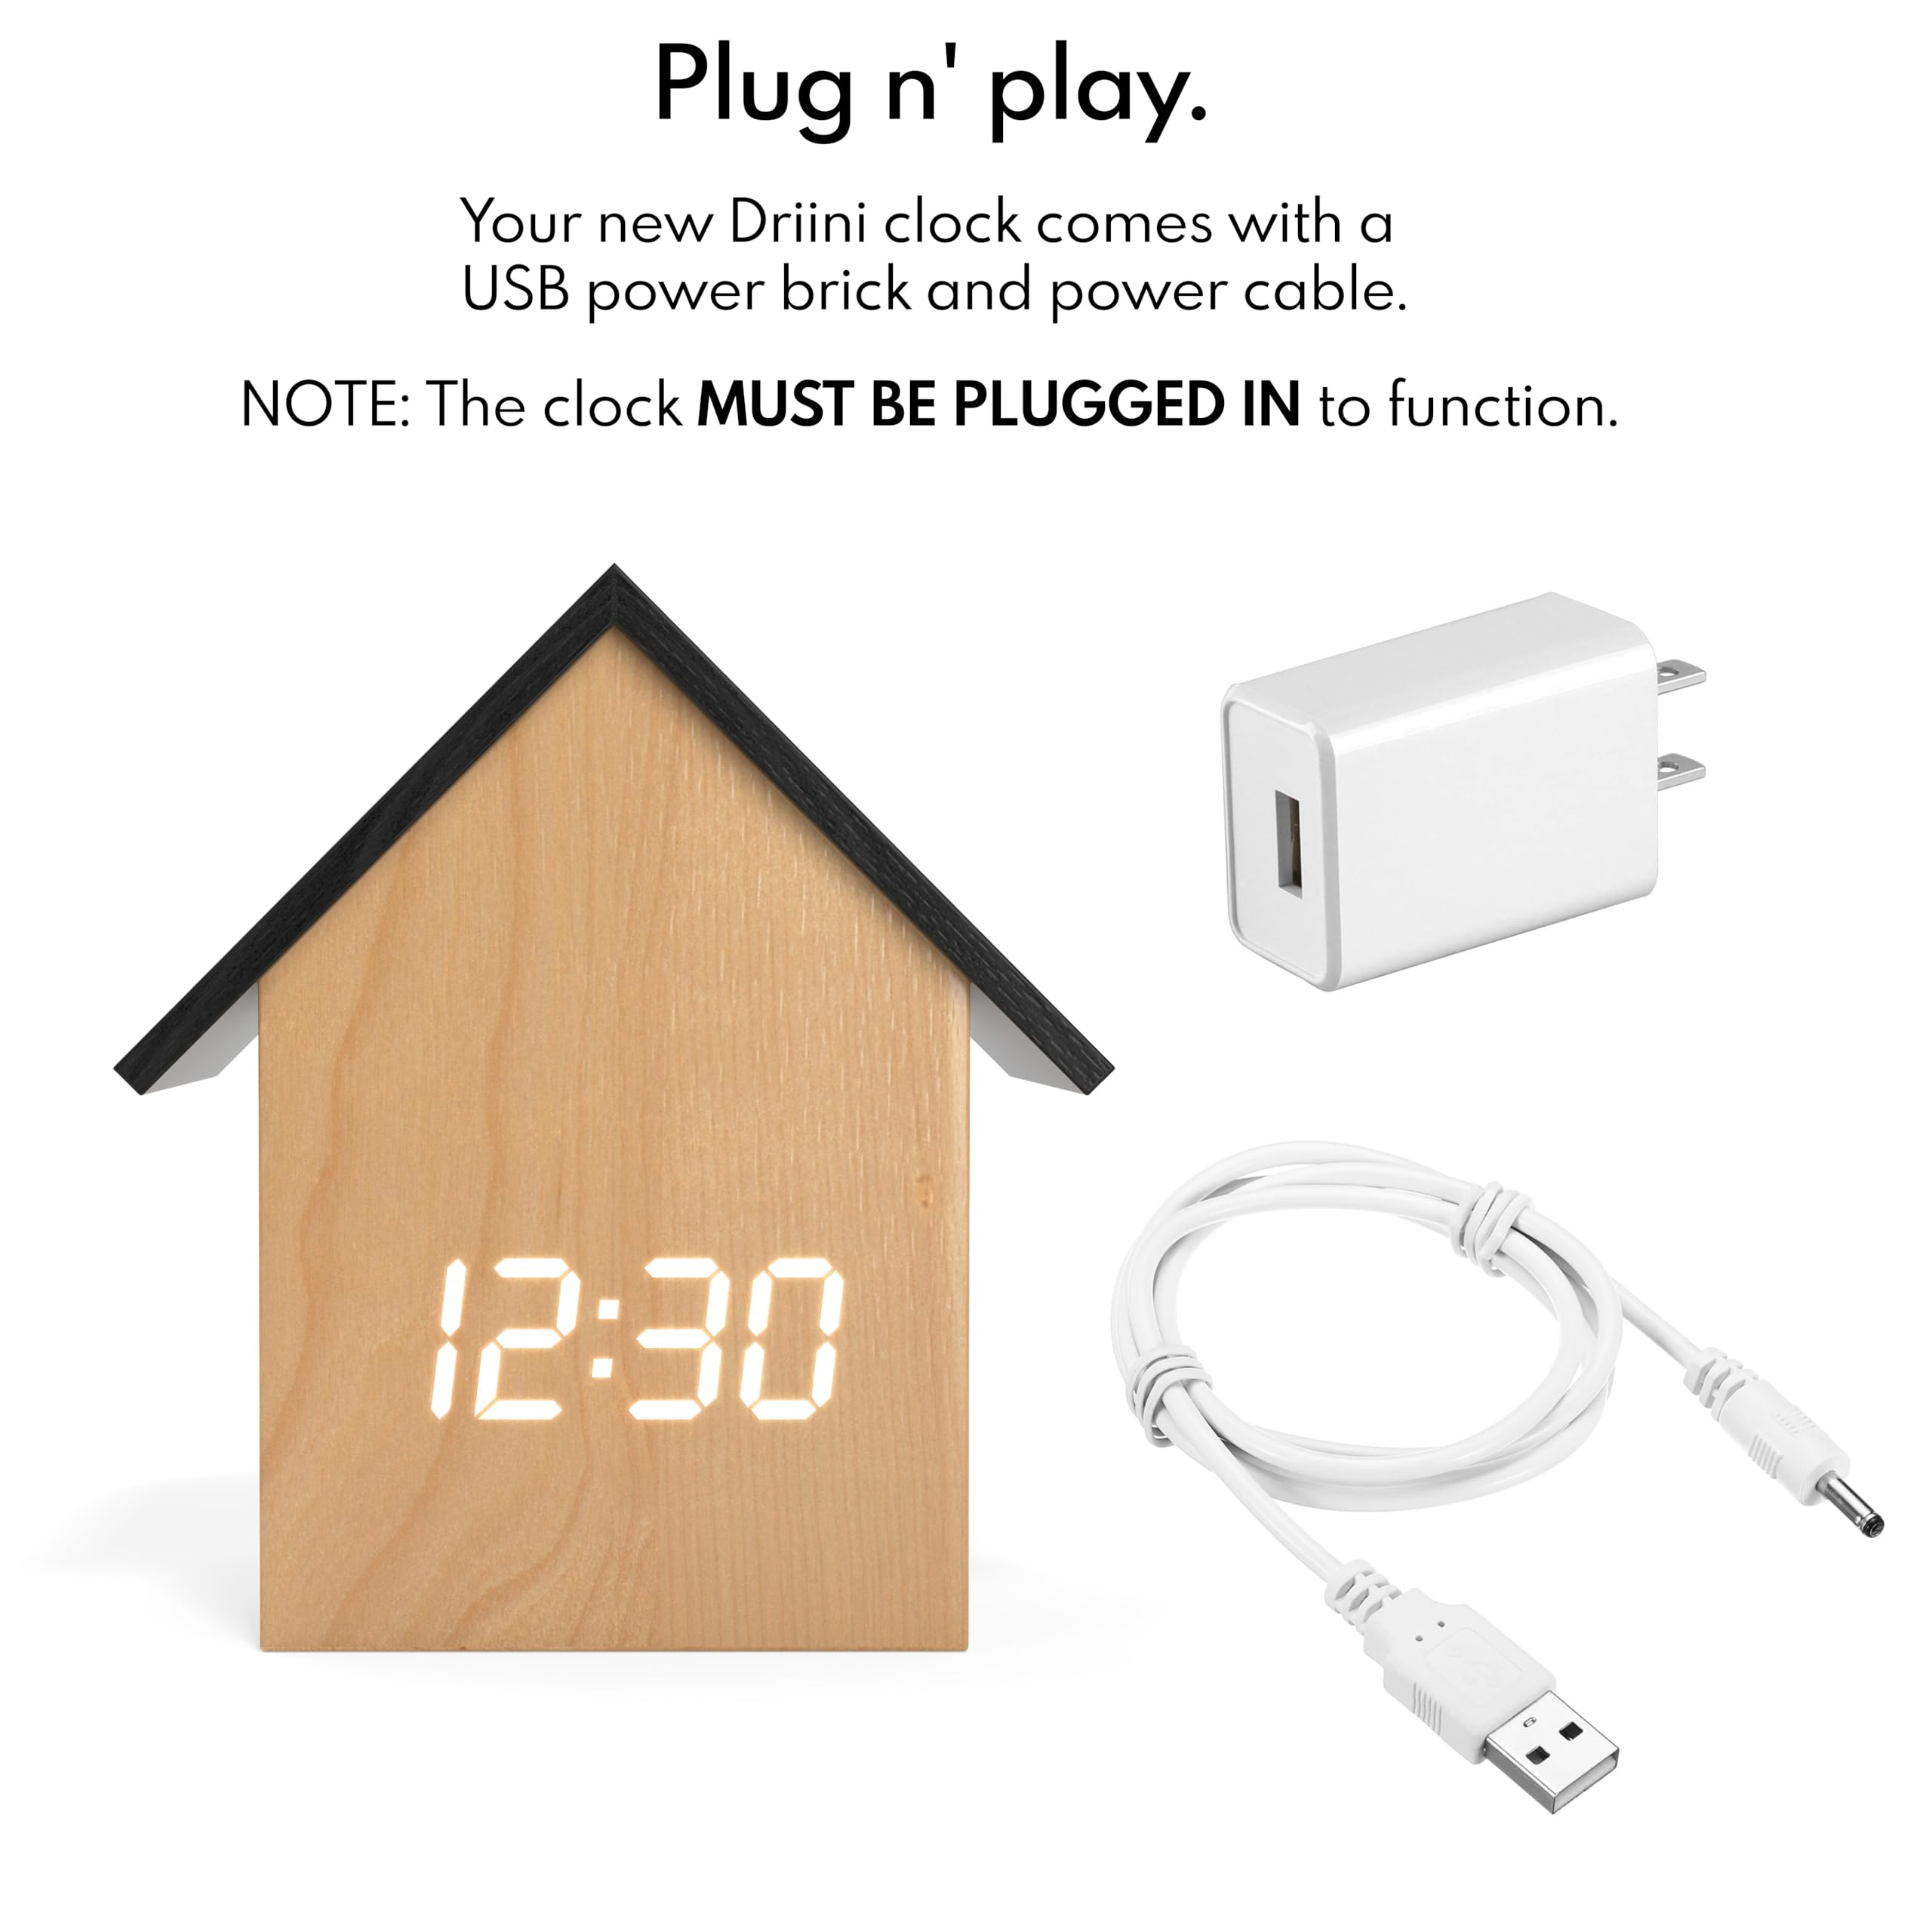 Plug n' play.
Your new Driini clock comes with a
USB power brick and power cable.
NOTE: The clock MUST BE PLUGGED IN to function.
12:30